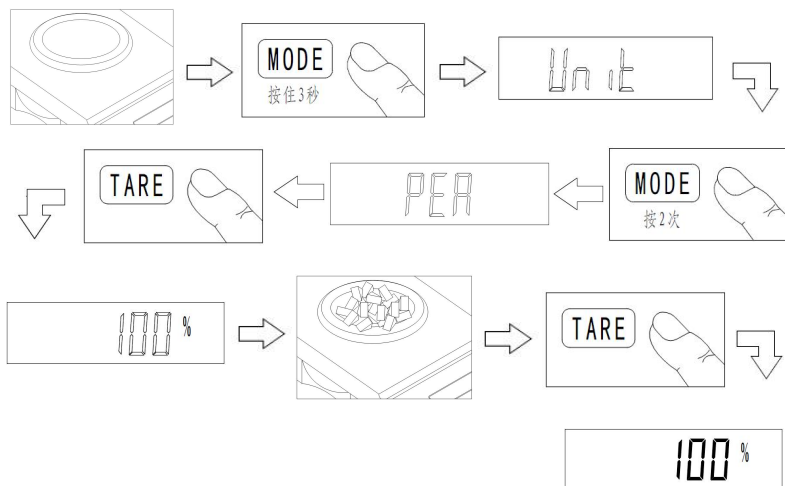 MODE
按住3秒
Unit
MODE
按2次
PER
TARE
100 %
TARE
100 %